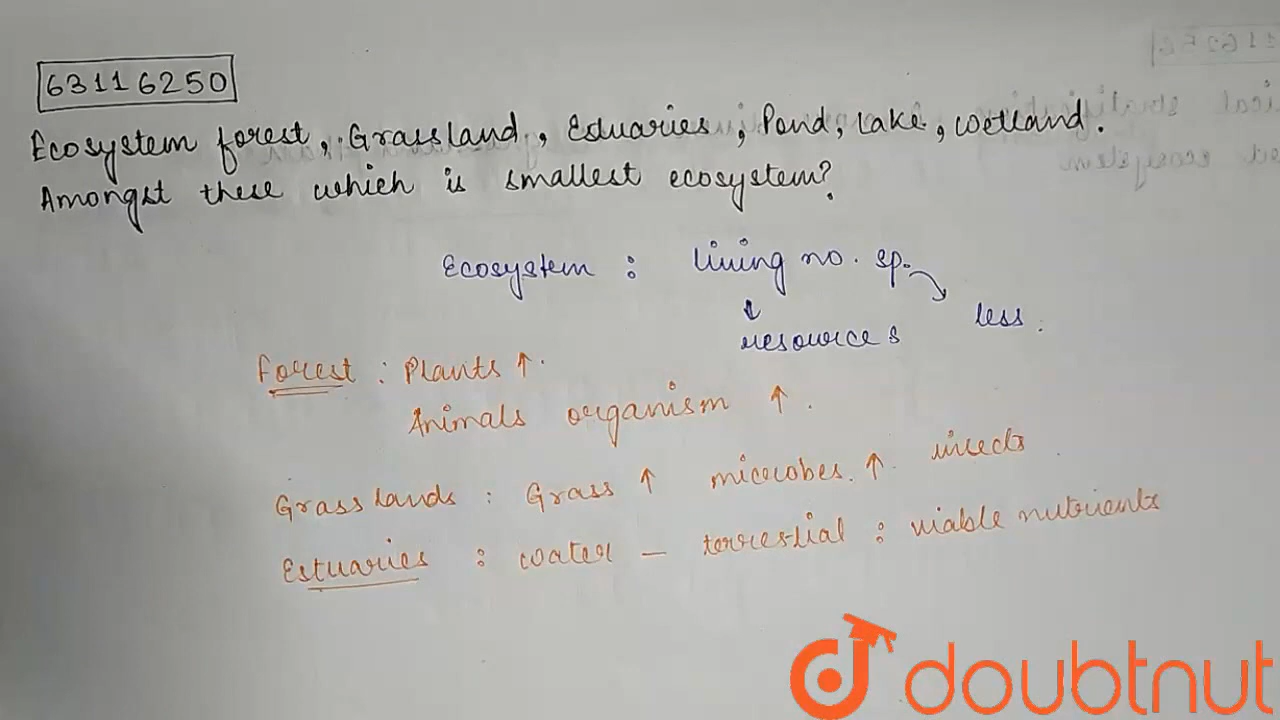 63116250
Ecosystem forest, Grassland, Estuaries, Pond, Lake, wetland.
Amongst these which is smallest ecosystem?
Ecosystem : living no. sp.
↓ resources less.
Forest : Plants ↑.
Animals organism ↑.
Grasslands : Grass ↑ microbes. ↑. insects
Estuaries : water – terrestial : viable nutrients
doubtnut